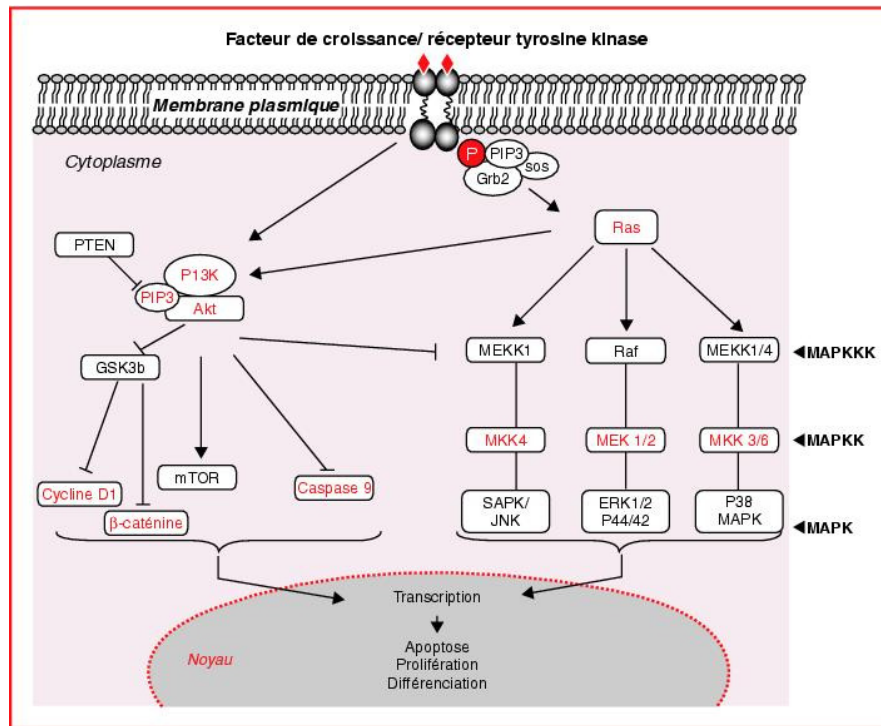 Facteur de croissance/ récepteur tyrosine kinase
Membrane plasmique
Cytoplasme
P
PIP3
sos
Grb2
Ras
PTEN
P13K
PIP3
Akt
GSK3b
MEKK1
Raf
MEKK1/4
MAPKKK
MKK4
MEK 1/2
MKK 3/6
MAPKK
mTOR
Cycline D1
Caspase 9
β-caténine
SAPK/
JNK
ERK1/2
P44/42
P38
MAPK
MAPK
Transcription
Noyau
Apoptose
Prolifération
Différenciation